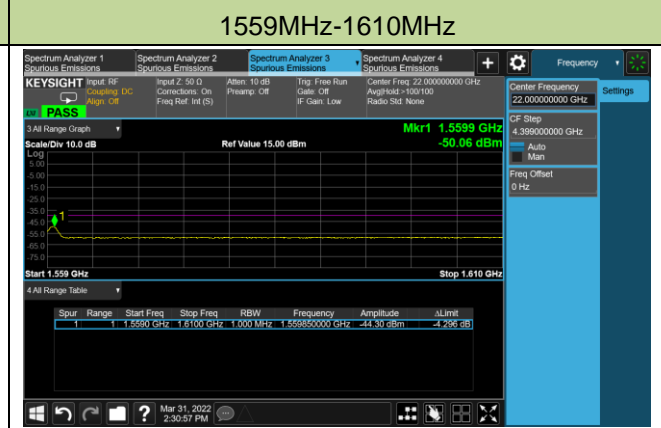 1559MHz-1610MHz
Spectrum Analyzer 1
Spurious Emissions
Spectrum Analyzer 2
Spurious Emissions
Spectrum Analyzer 3
Spurious Emissions
Spectrum Analyzer 4
Spurious Emissions
+
Frequency
KEYSIGHT
Input: RF
Coupling: DC
Align: Off
Input Z: 50 Ω
Corrections: On
Freq Ref: Int (S)
Atten: 10 dB
Preamp: Off
Trig: Free Run
Gate: Off
IF Gain: Low
Center Freq: 22.000000000 GHz
Avg|Hold:>100/100
Radio Std: None
PASS
Center Frequency
22.000000000 GHz
Settings
CF Step
4.399000000 GHz
Auto
Man
Freq Offset
0 Hz
3 All Range Graph
Mkr1 1.5599 GHz
Scale/Div 10.0 dB
Ref Value 15.00 dBm
-50.06 dBm
Log
5.00
-5.00
-15.0
-25.0
-35.0
-45.0
-55.0
-65.0
-75.0
1
Start 1.559 GHz
Stop 1.610 GHz
4 All Range Table
Spur Range Start Freq Stop Freq RBW Frequency Amplitude ΔLimit
1 1 1.5590 GHz 1.6100 GHz 1.000 MHz 1.559850000 GHz -44.30 dBm -4.296 dB
?
Mar 31, 2022
2:30:57 PM